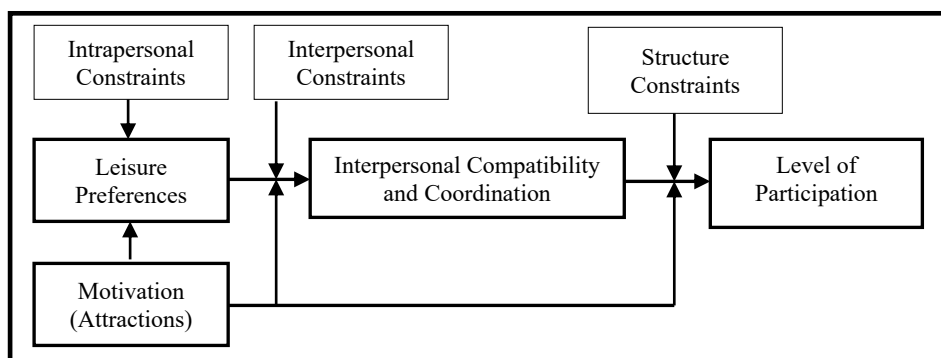 Intrapersonal
Constraints
Interpersonal
Constraints
Structure
Constraints
Leisure
Preferences
Interpersonal Compatibility
and Coordination
Level of
Participation
Motivation
(Attractions)